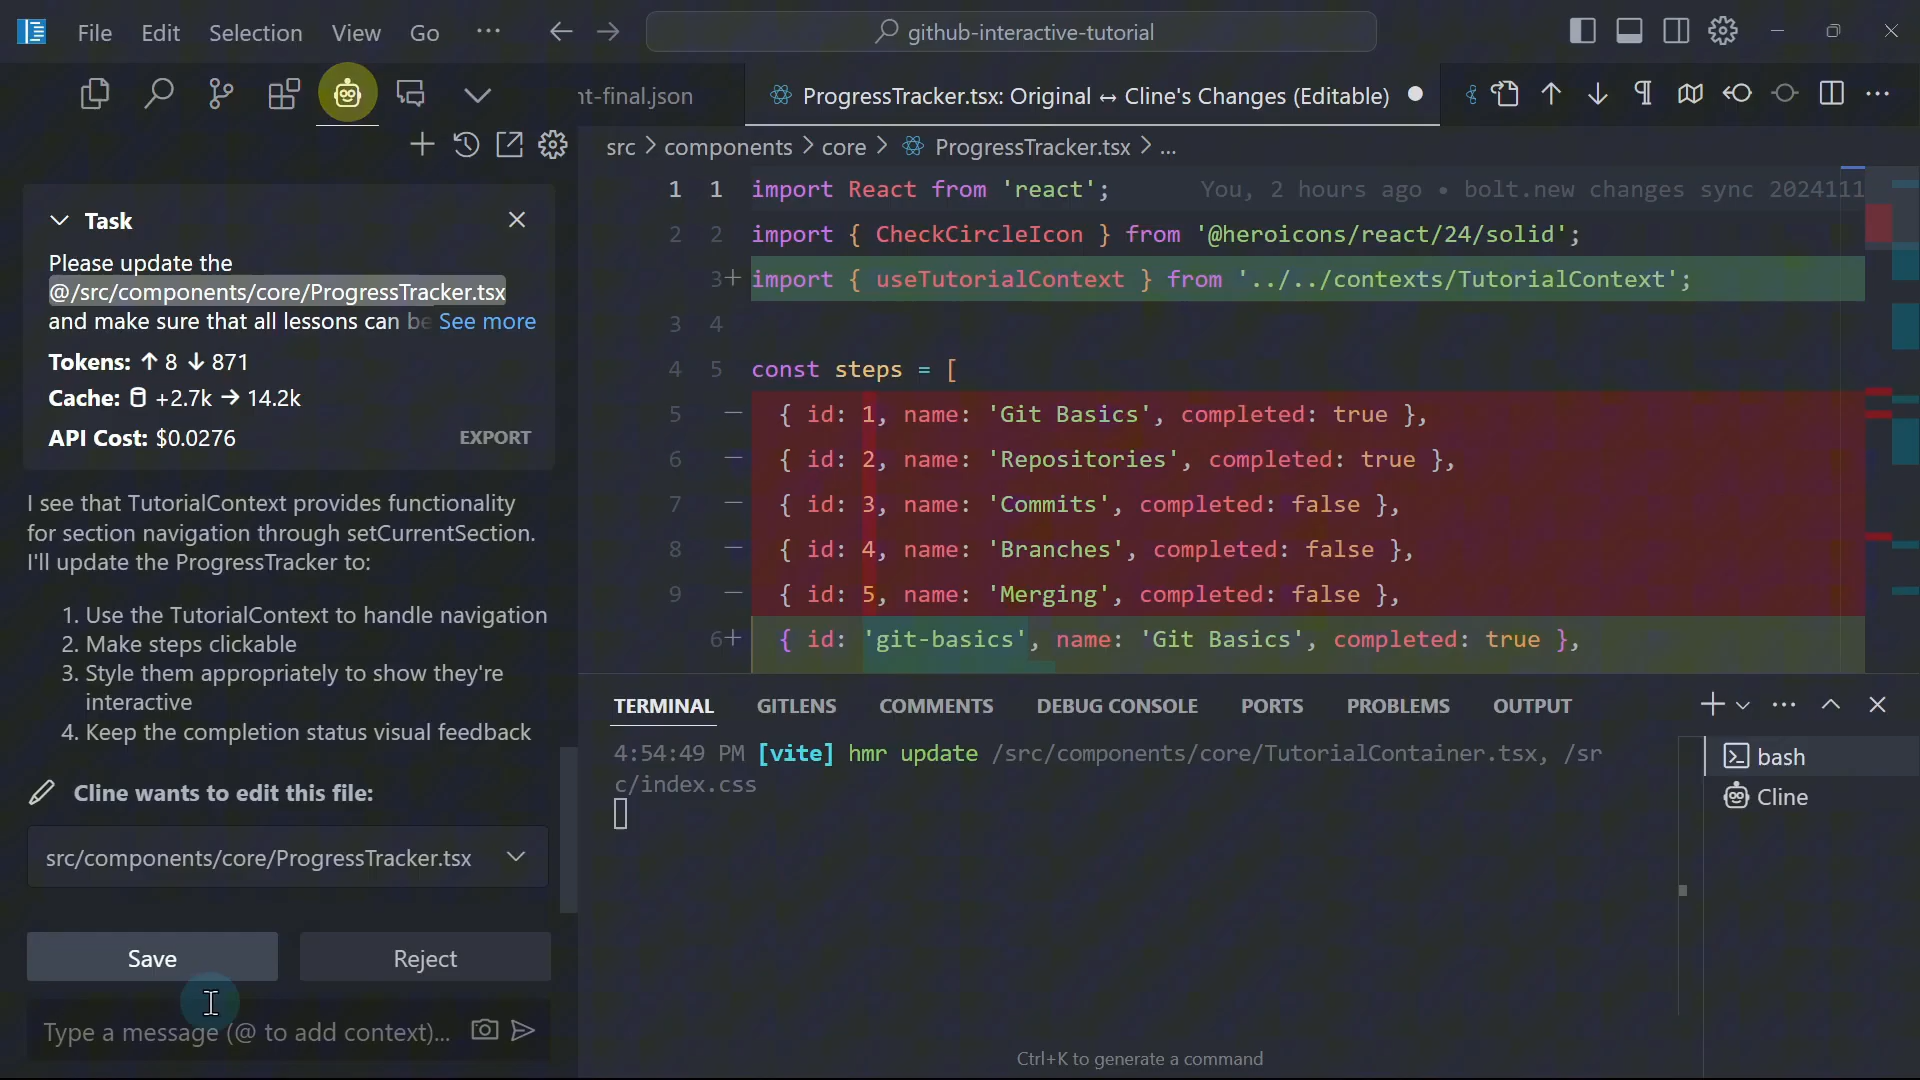 File Edit Selection View Go ···
github-interactive-tutorial
nt-final.json
ProgressTracker.tsx: Original ↔ Cline's Changes (Editable)
src > components > core > ProgressTracker.tsx > ...
Task
Please update the
@/src/components/core/ProgressTracker.tsx
and make sure that all lessons can be See more
Tokens: ↑ 8 ↓ 871
Cache: +2.7k → 14.2k
API Cost: $0.0276 EXPORT
I see that TutorialContext provides functionality
for section navigation through setCurrentSection.
I'll update the ProgressTracker to:
1. Use the TutorialContext to handle navigation
2. Make steps clickable
3. Style them appropriately to show they're
interactive
4. Keep the completion status visual feedback
Cline wants to edit this file:
src/components/core/ProgressTracker.tsx
Save Reject
Type a message (@ to add context)...
1 1 import React from 'react'; You, 2 hours ago • bolt.new changes sync 2024111
2 2 import { CheckCircleIcon } from '@heroicons/react/24/solid';
3+ import { useTutorialContext } from '../../contexts/TutorialContext';
3 4
4 5 const steps = [
5 − { id: 1, name: 'Git Basics', completed: true },
6 − { id: 2, name: 'Repositories', completed: true },
7 − { id: 3, name: 'Commits', completed: false },
8 − { id: 4, name: 'Branches', completed: false },
9 − { id: 5, name: 'Merging', completed: false },
6+ { id: 'git-basics', name: 'Git Basics', completed: true },
TERMINAL GITLENS COMMENTS DEBUG CONSOLE PORTS PROBLEMS OUTPUT
4:54:49 PM [vite] hmr update /src/components/core/TutorialContainer.tsx, /sr
c/index.css
bash
Cline
Ctrl+K to generate a command